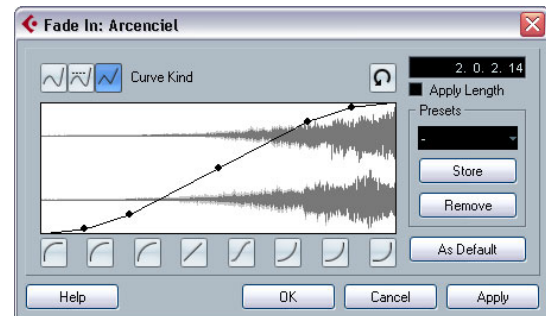 Fade In: Arcenciel
Curve Kind
2. 0. 2. 14
Apply Length
Presets
-
Store
Remove
As Default
Help
OK
Cancel
Apply